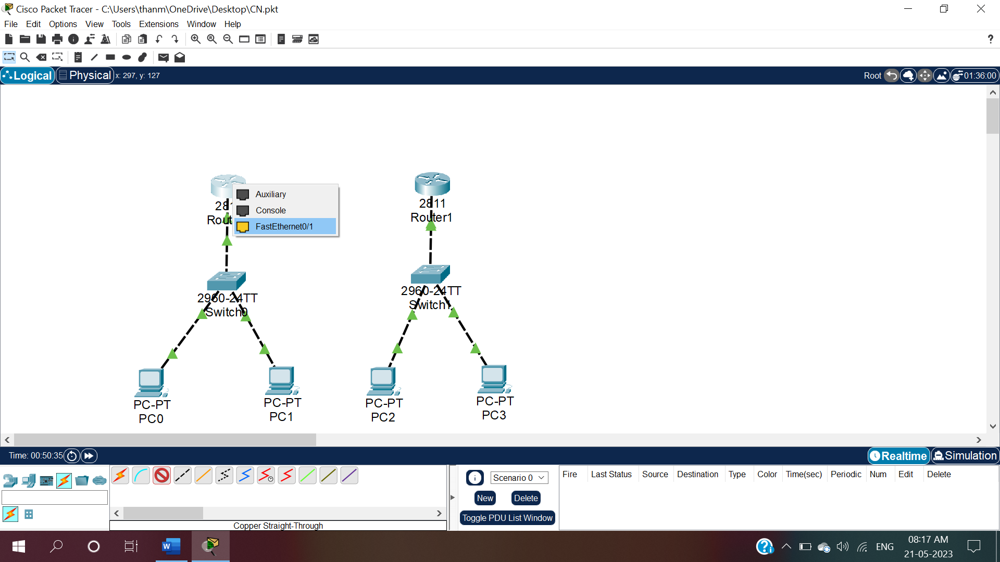 Cisco Packet Tracer - C:\Users\thanm\OneDrive\Desktop\CN.pkt
File Edit Options View Tools Extensions Window Help
?
Logical Physical x: 297, y: 127 Root 01:36:00
Auxiliary
Console
FastEthernet0/1
2811
Router1
2960-24TT
Switch0
2960-24TT
Switch1
PC-PT
PC0
PC-PT
PC1
PC-PT
PC2
PC-PT
PC3
Time: 00:50:35 Realtime Simulation
Scenario 0
New Delete
Toggle PDU List Window
Fire Last Status Source Destination Type Color Time(sec) Periodic Num Edit Delete
Copper Straight-Through
ENG
08:17 AM
21-05-2023